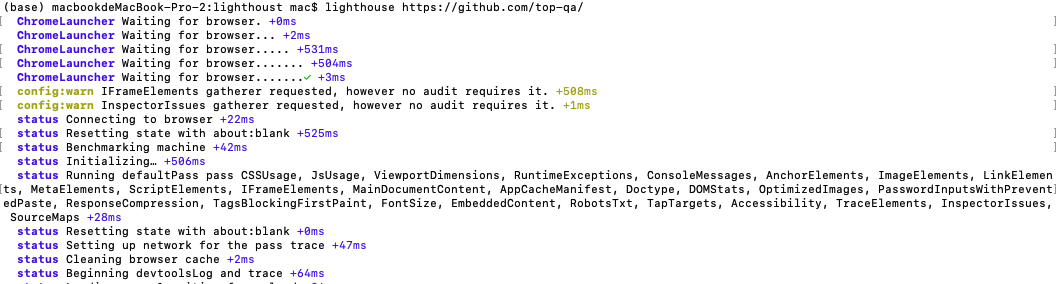 (base) macbookdeMacBook-Pro-2:lighthoust mac$ lighthouse https://github.com/top-qa/
[ ChromeLauncher Waiting for browser. +0ms ]
ChromeLauncher Waiting for browser... +2ms
[ ChromeLauncher Waiting for browser..... +531ms ]
[ ChromeLauncher Waiting for browser....... +504ms ]
ChromeLauncher Waiting for browser.......✓ +3ms
[ config:warn IFrameElements gatherer requested, however no audit requires it. +508ms ]
[ config:warn InspectorIssues gatherer requested, however no audit requires it. +1ms ]
status Connecting to browser +22ms
[ status Resetting state with about:blank +525ms ]
[ status Benchmarking machine +42ms ]
status Initializing… +506ms
status Running defaultPass pass CSSUsage, JsUsage, ViewportDimensions, RuntimeExceptions, ConsoleMessages, AnchorElements, ImageElements, LinkElemen
[ts, MetaElements, ScriptElements, IFrameElements, MainDocumentContent, AppCacheManifest, Doctype, DOMStats, OptimizedImages, PasswordInputsWithPrevent]
edPaste, ResponseCompression, TagsBlockingFirstPaint, FontSize, EmbeddedContent, RobotsTxt, TapTargets, Accessibility, TraceElements, InspectorIssues,
SourceMaps +28ms
status Resetting state with about:blank +0ms
status Setting up network for the pass trace +47ms
status Cleaning browser cache +2ms
status Beginning devtoolsLog and trace +64ms